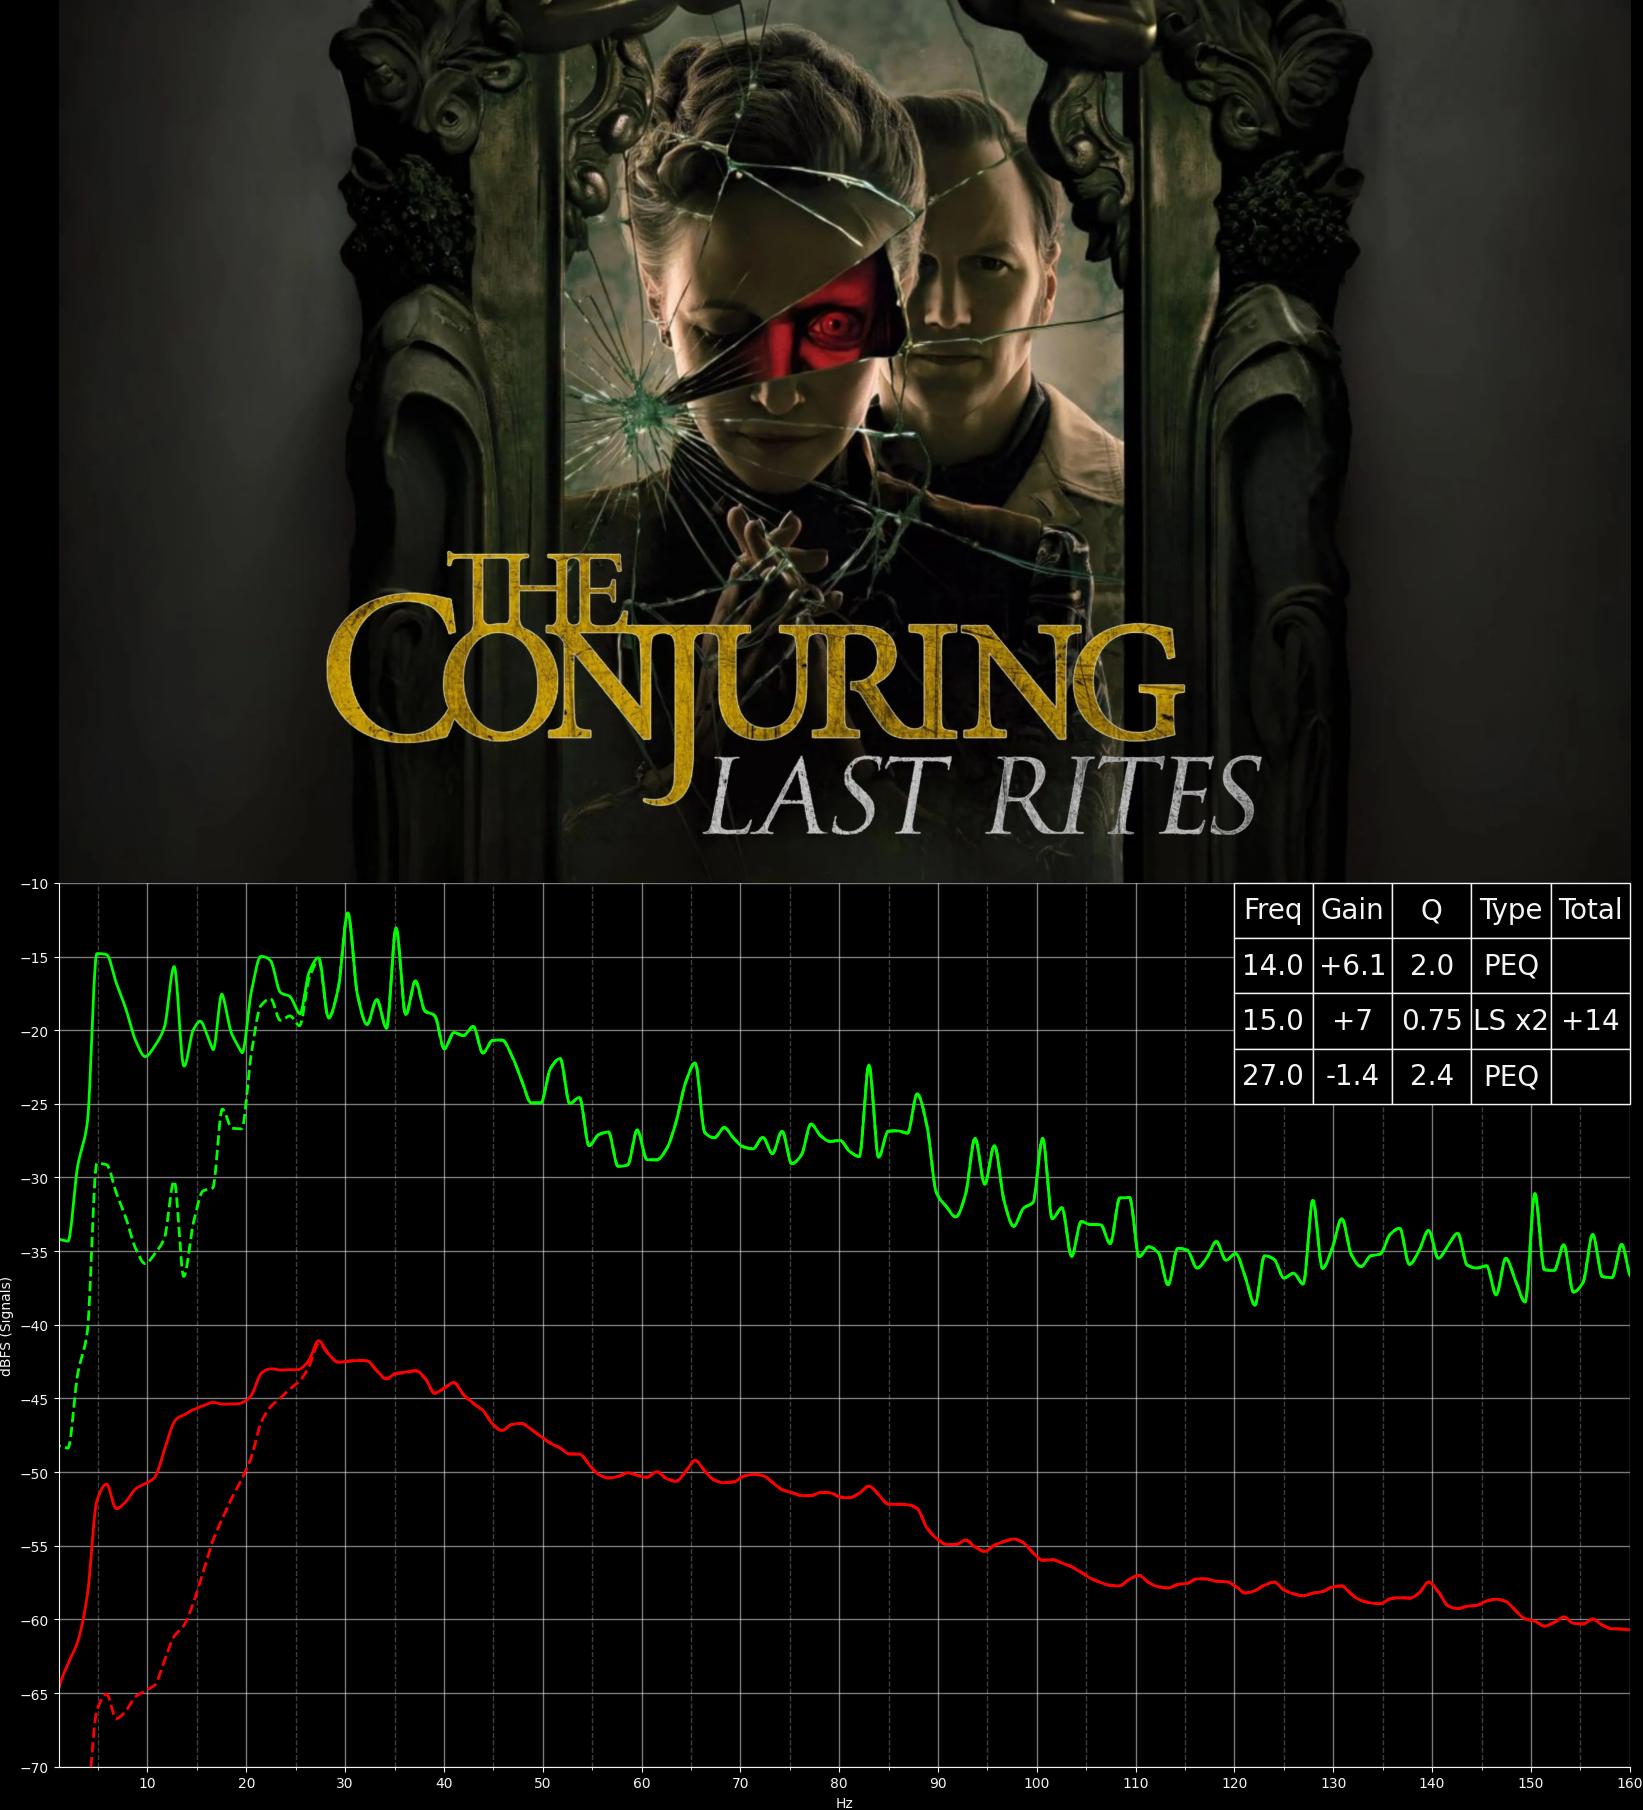 THE
CONJURING
LAST RITES
Freq Gain Q Type Total
14.0 +6.1 2.0 PEQ
15.0 +7 0.75 LS x2 +14
27.0 -1.4 2.4 PEQ
−10
−15
−20
−25
−30
−35
−40
−45
−50
−55
−60
−65
−70
dBFS (Signals)
10 20 30 40 50 60 70 80 90 100 110 120 130 140 150 160
Hz